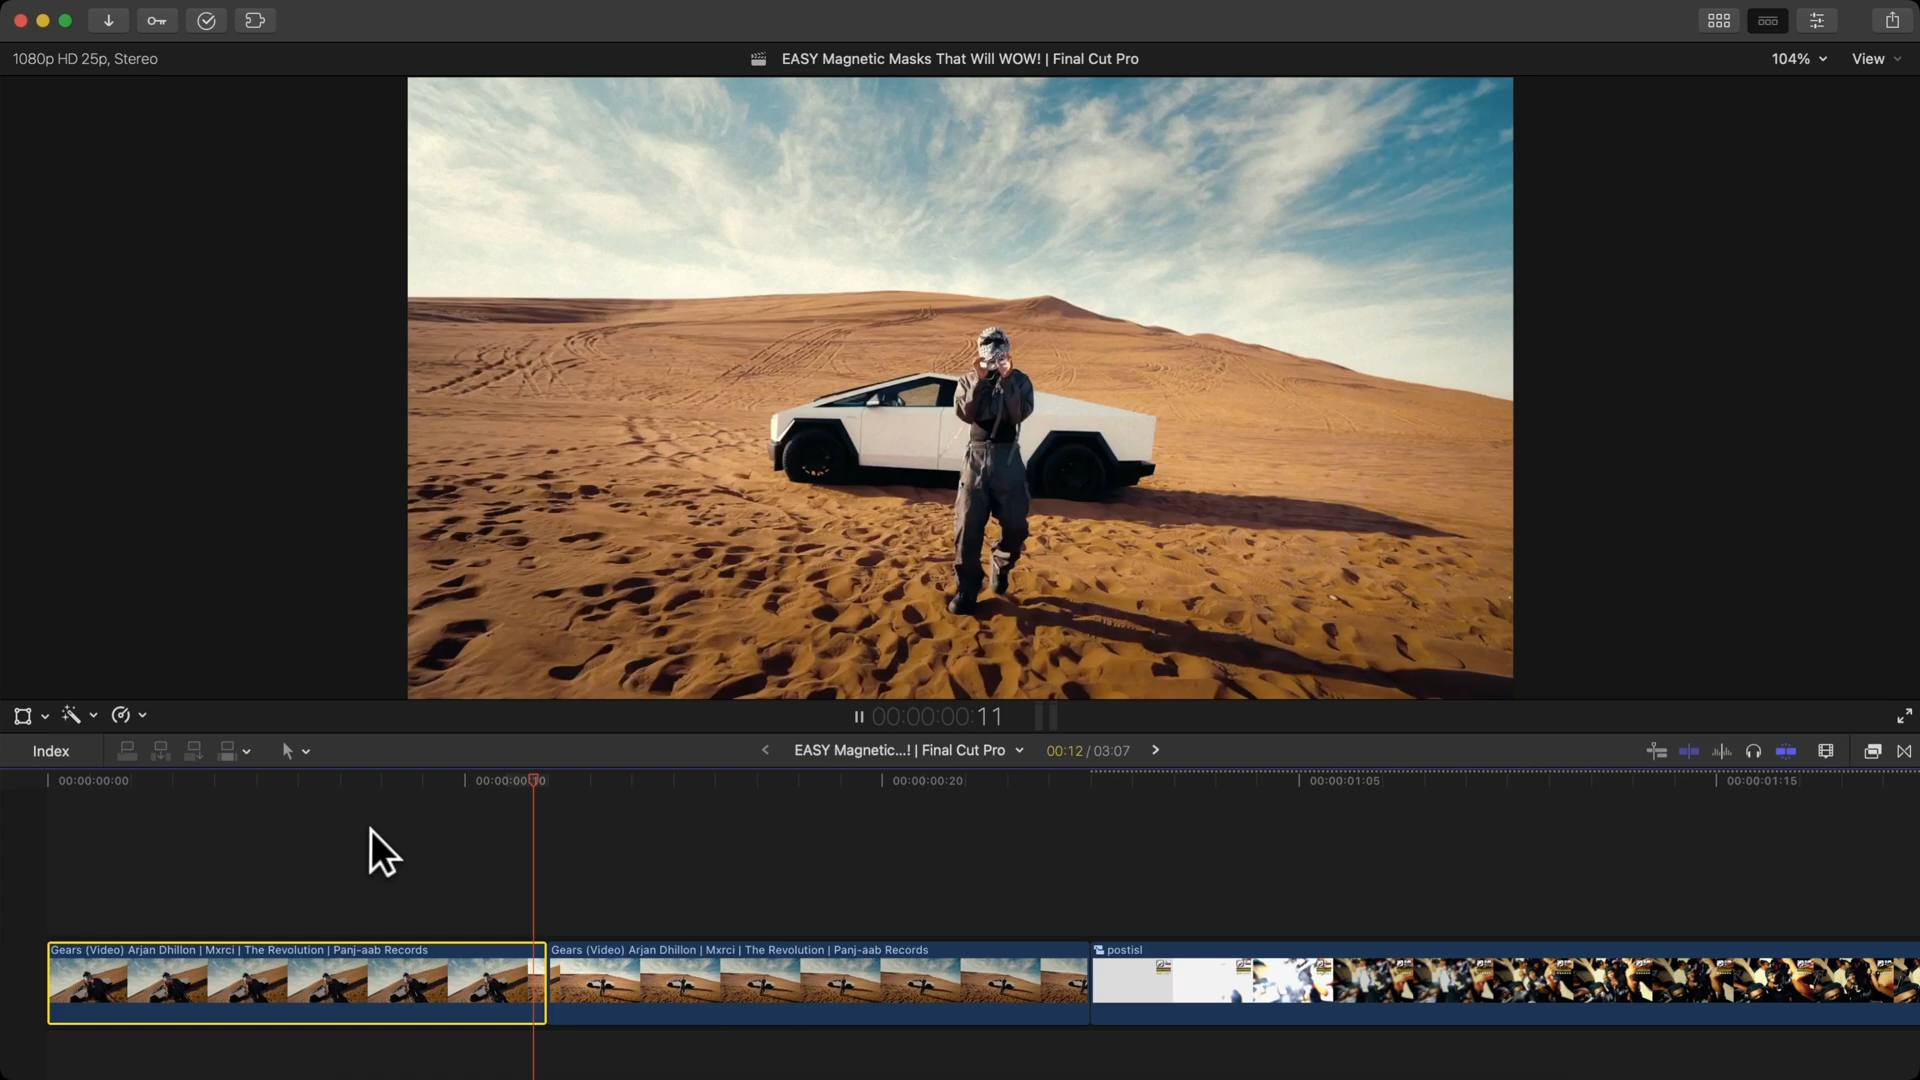 1080p HD 25p, Stereo
EASY Magnetic Masks That Will WOW! | Final Cut Pro
104%
View
00:00:00:11
Index
EASY Magnetic...! | Final Cut Pro
00:12 / 03:07
00:00:00:00
00:00:00:10
00:00:00:20
00:00:01:05
00:00:01:15
Gears (Video) Arjan Dhillon | Mxrci | The Revolution | Panj-aab Records
Gears (Video) Arjan Dhillon | Mxrci | The Revolution | Panj-aab Records
postisl